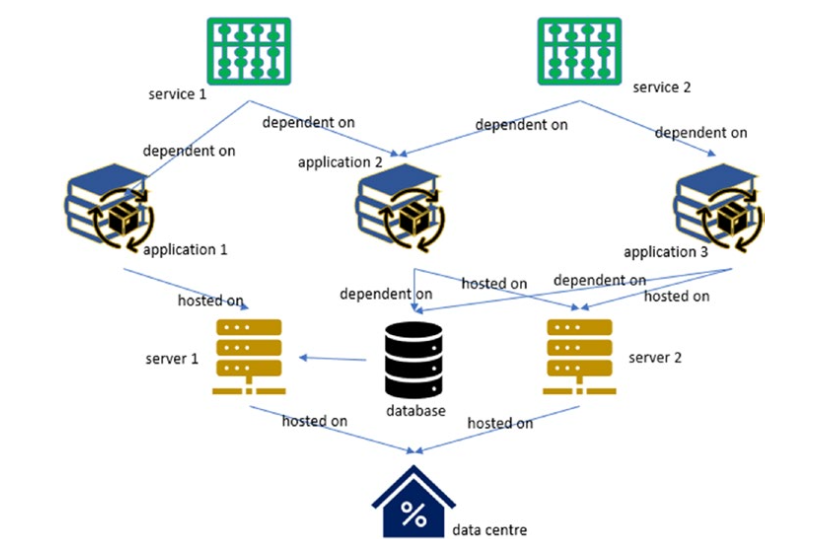 service 1
service 2
dependent on
dependent on
dependent on
dependent on
application 2
application 1
application 3
hosted on
dependent on
hosted on
dependent on
hosted on
server 1
server 2
database
hosted on
hosted on
%
data centre